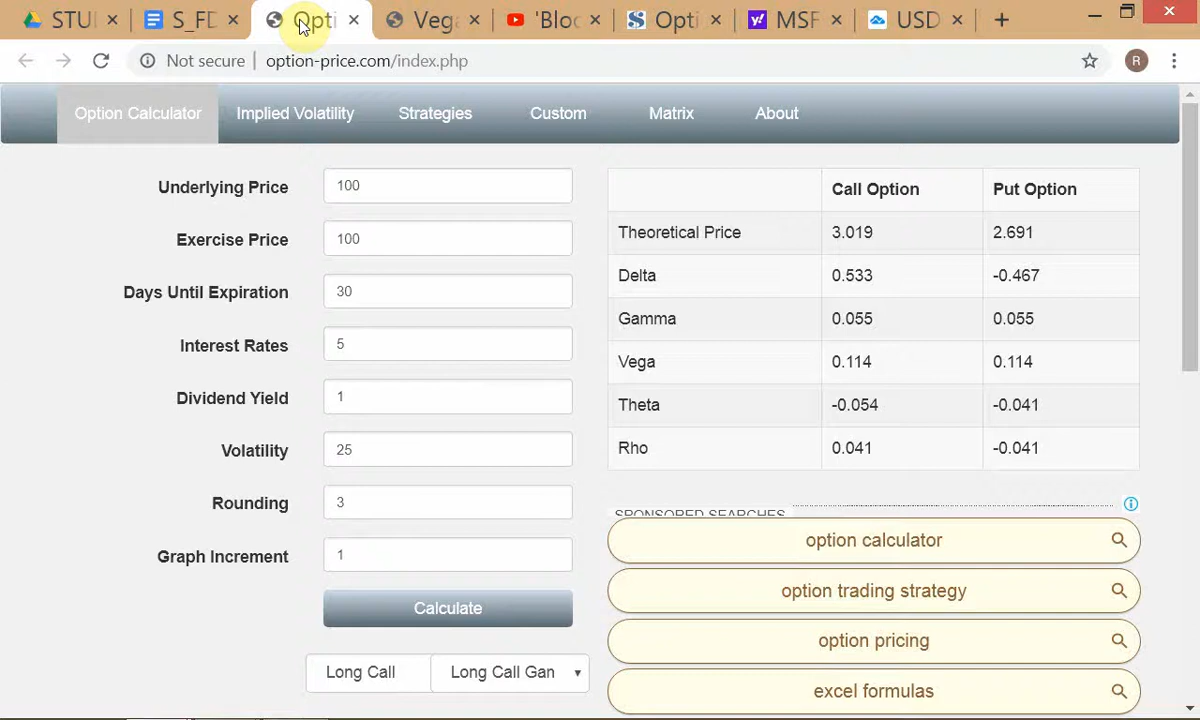 STUI S_FD Opti Vega 'Bloc Opti MSF USD
Not secure option-price.com/index.php R
Option Calculator Implied Volatility Strategies Custom Matrix About
Underlying Price 100
Exercise Price 100
Days Until Expiration 30
Interest Rates 5
Dividend Yield 1
Volatility 25
Rounding 3
Graph Increment 1
Calculate
Long Call Long Call Gan
Call Option Put Option
Theoretical Price 3.019 2.691
Delta 0.533 -0.467
Gamma 0.055 0.055
Vega 0.114 0.114
Theta -0.054 -0.041
Rho 0.041 -0.041
SPONSORED SEARCHES
option calculator
option trading strategy
option pricing
excel formulas